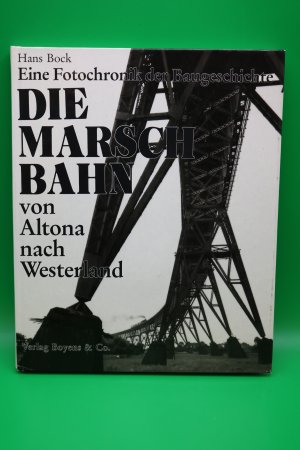 Hans Bock
Eine Fotochronik der Baugeschichte
DIE
MARSCH
BAHN
von
Altona
nach
Westerland
Verlag Boyens & Co.